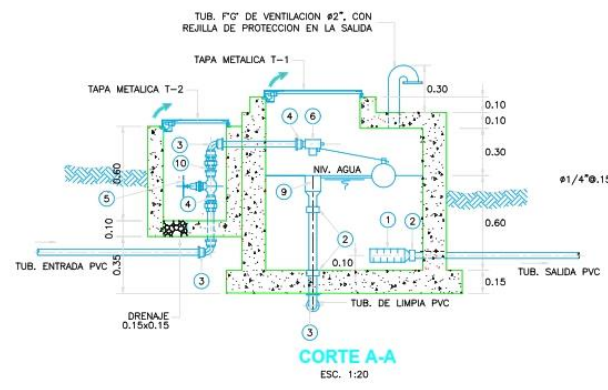 TUB. F°G° DE VENTILACION ø2", CON
REJILLA DE PROTECCION EN LA SALIDA
TAPA METALICA T-1
TAPA METALICA T-2
0.30
0.10
0.10
0.30
0.60
0.15
ø1/4"@.15
4
6
3
10
5
4
9
NIV. AGUA
0.60
0.10
0.35
1
2
2
0.10
TUB. ENTRADA PVC
TUB. SALIDA PVC
3
DRENAJE
0.15x0.15
TUB. DE LIMPIA PVC
3
CORTE A-A
ESC. 1:20